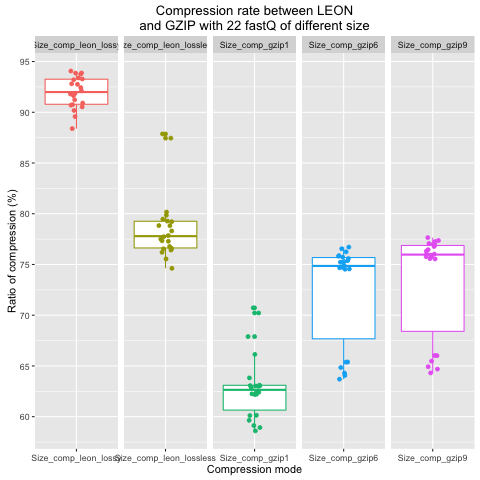 Compression rate between LEON
and GZIP with 22 fastQ of different size
Size_comp_leon_lossy
Size_comp_leon_lossless
Size_comp_gzip1
Size_comp_gzip6
Size_comp_gzip9
95
90
85
80
75
70
65
60
Ratio of compression (%)
Size_comp_leon_lossy
Size_comp_leon_lossless
Size_comp_gzip1
Size_comp_gzip6
Size_comp_gzip9
Compression mode